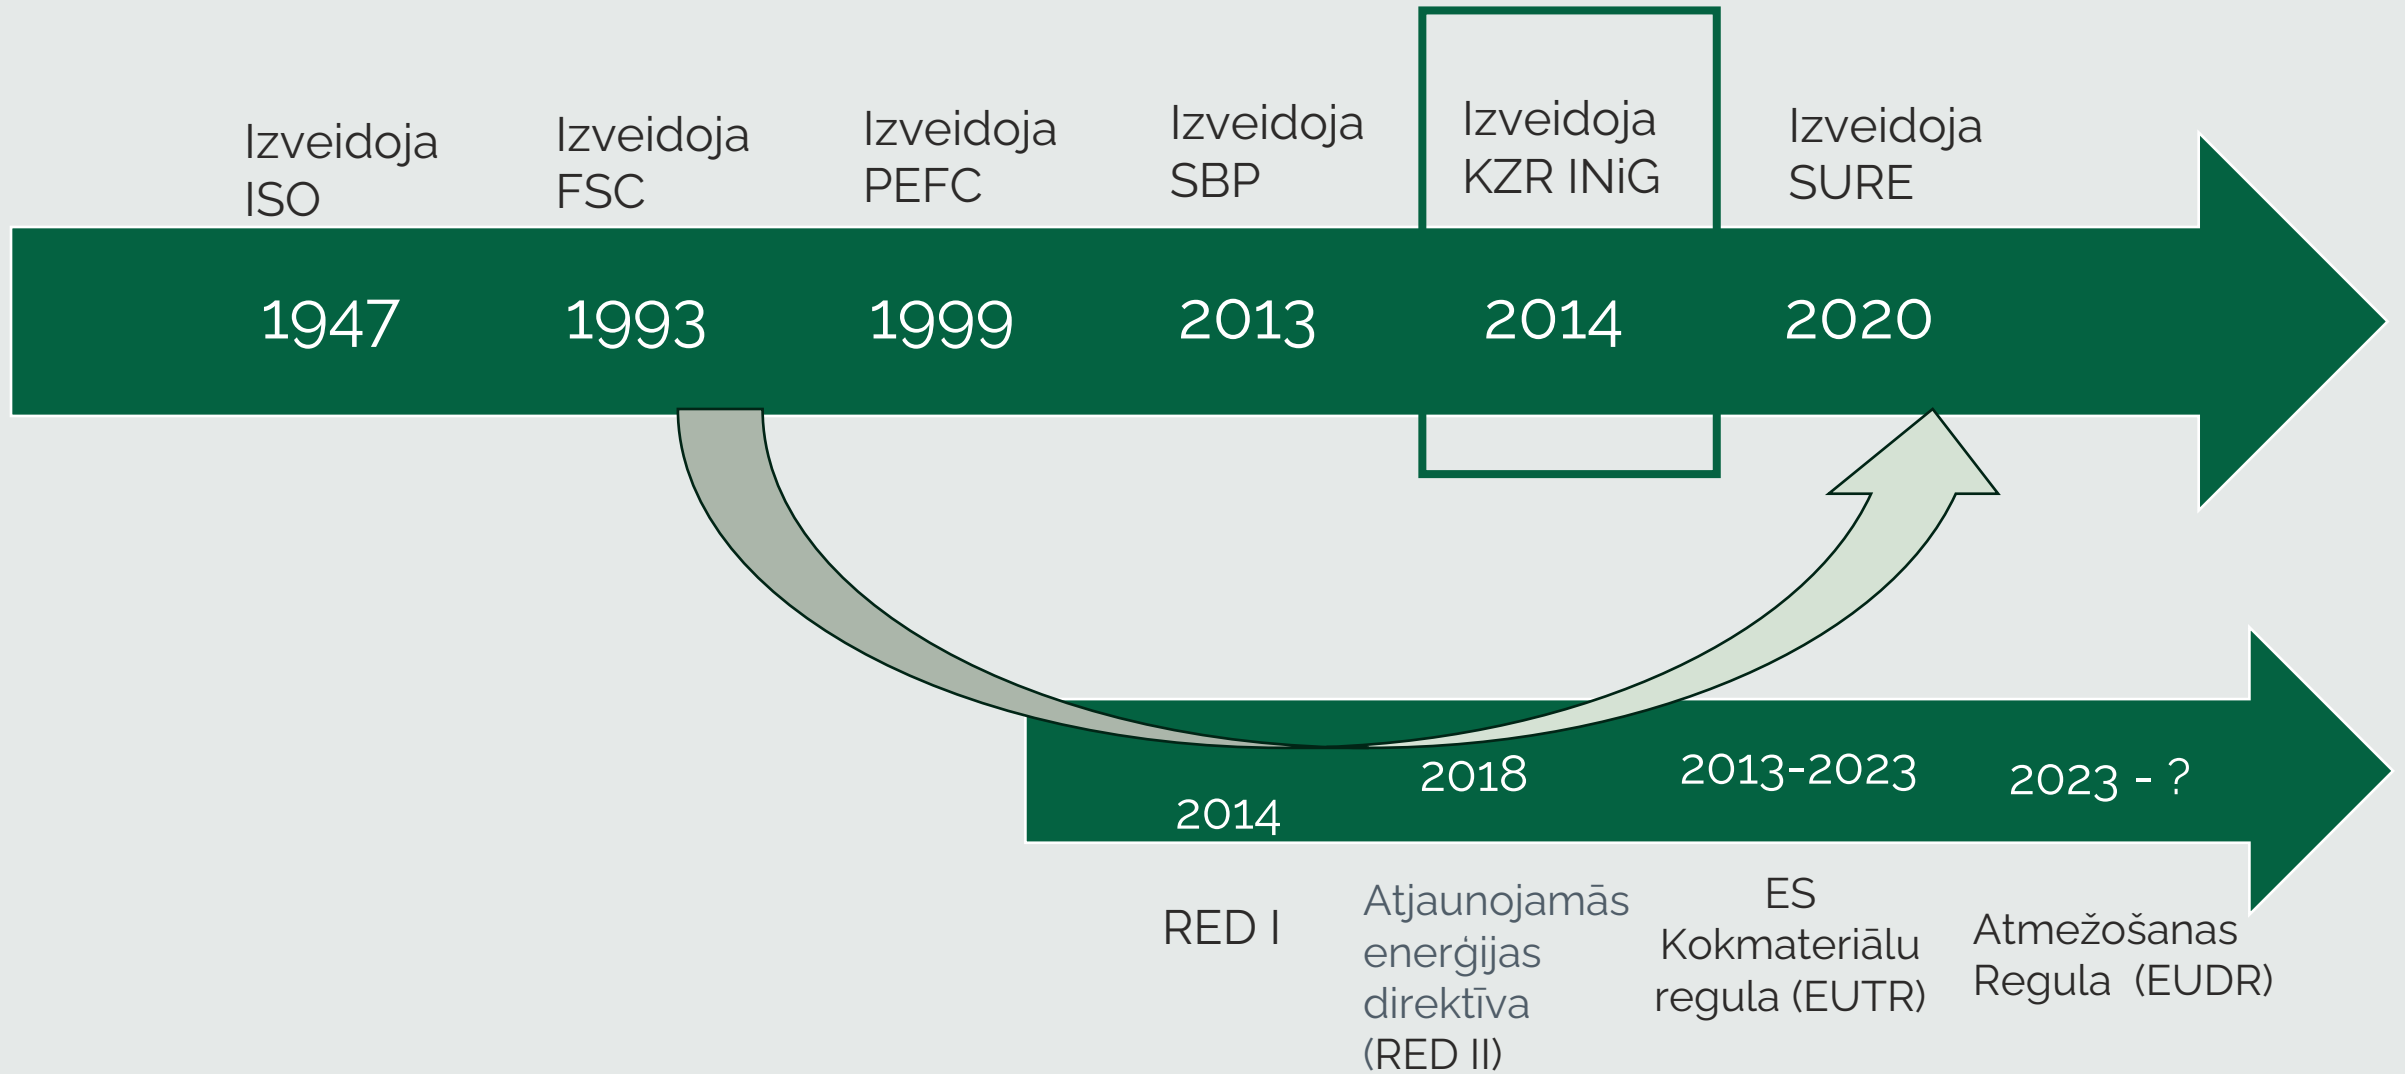 Izveidoja
ISO
Izveidoja
FSC
Izveidoja
PEFC
Izveidoja
SBP
Izveidoja
KZR INiG
Izveidoja
SURE
1947
1993
1999
2013
2014
2020
2014
2018
2013-2023
2023 - ?
RED I
Atjaunojamās
enerģijas
direktīva
(RED II)
ES
Kokmateriālu
regula (EUTR)
Atmežošanas
Regula (EUDR)